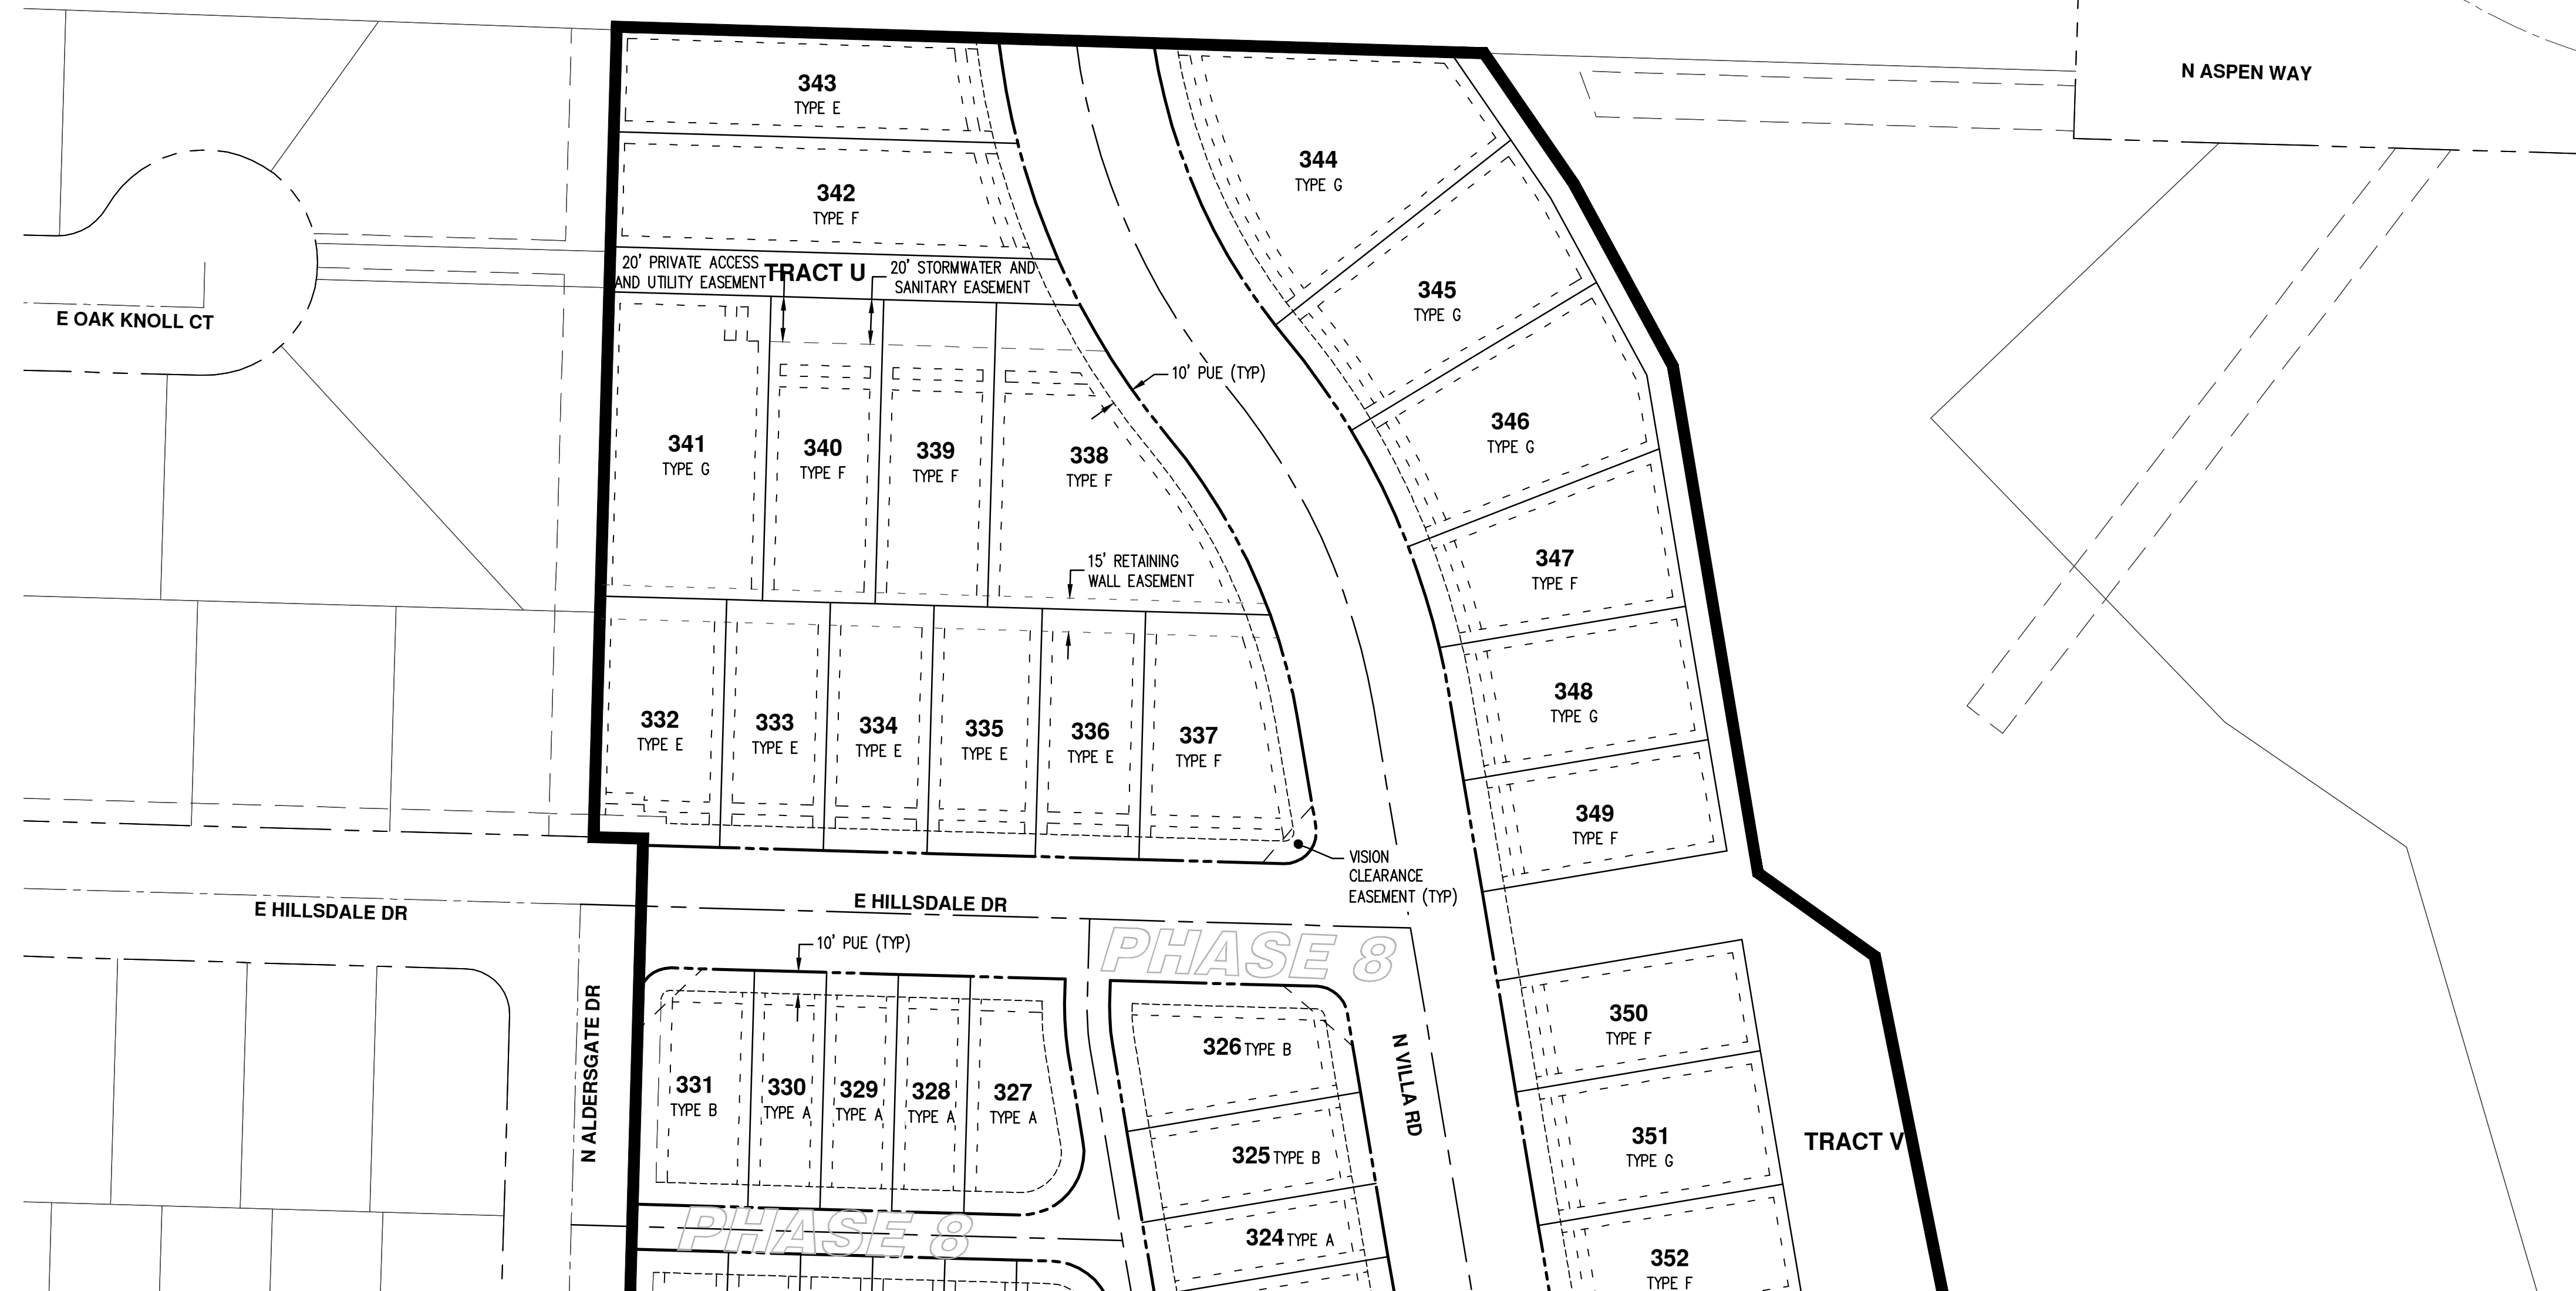 N ASPEN WAY
343
TYPE E
344
TYPE G
342
TYPE F
20' PRIVATE ACCESS
AND UTILITY EASEMENT
TRACT U
20' STORMWATER AND
SANITARY EASEMENT
345
TYPE G
E OAK KNOLL CT
10' PUE (TYP)
346
TYPE G
341
TYPE G
340
TYPE F
339
TYPE F
338
TYPE F
15' RETAINING
WALL EASEMENT
347
TYPE F
348
TYPE G
332
TYPE E
333
TYPE E
334
TYPE E
335
TYPE E
336
TYPE E
337
TYPE F
349
TYPE F
VISION
CLEARANCE
EASEMENT (TYP)
E HILLSDALE DR
E HILLSDALE DR
10' PUE (TYP)
PHASE 8
N ALDERSGATE DR
N VILLA RD
350
TYPE F
326 TYPE B
331
TYPE B
330
TYPE A
329
TYPE A
328
TYPE A
327
TYPE A
325 TYPE B
351
TYPE G
TRACT V
PHASE 8
324 TYPE A
352
TYPE F